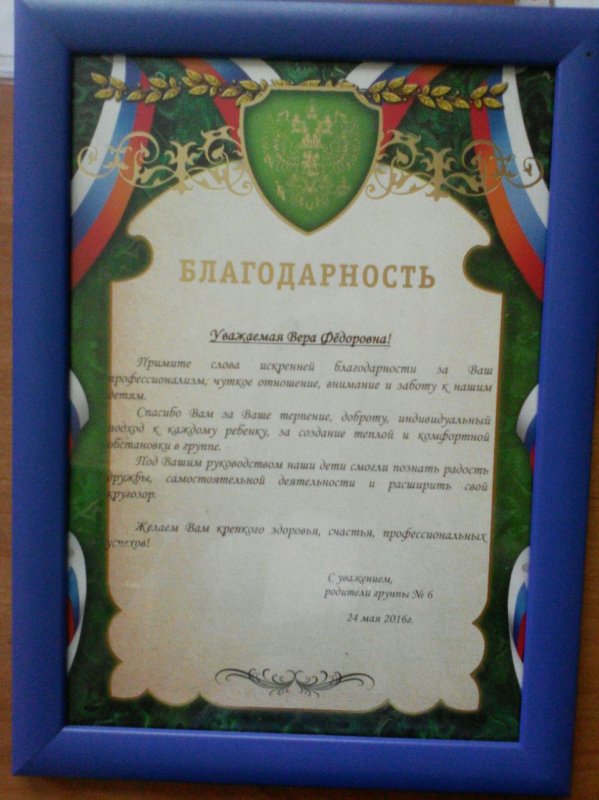 БЛАГОДАРНОСТЬ
Уважаемая Вера Фёдоровна!
Примите слова искренней благодарности за Ваш
профессионализм, чуткое отношение, внимание и заботу к нашим
детям.
Спасибо Вам за Ваше терпение, доброту, индивидуальный
подход к каждому ребенку, за создание теплой и комфортной
обстановки в группе.
Под Вашим руководством наши дети смогли познать радость
дружбы, самостоятельной деятельности и расширить свой
кругозор.
Желаем Вам крепкого здоровья, счастья, профессиональных
успехов!
С уважением,
родители группы № 6
24 мая 2016г.